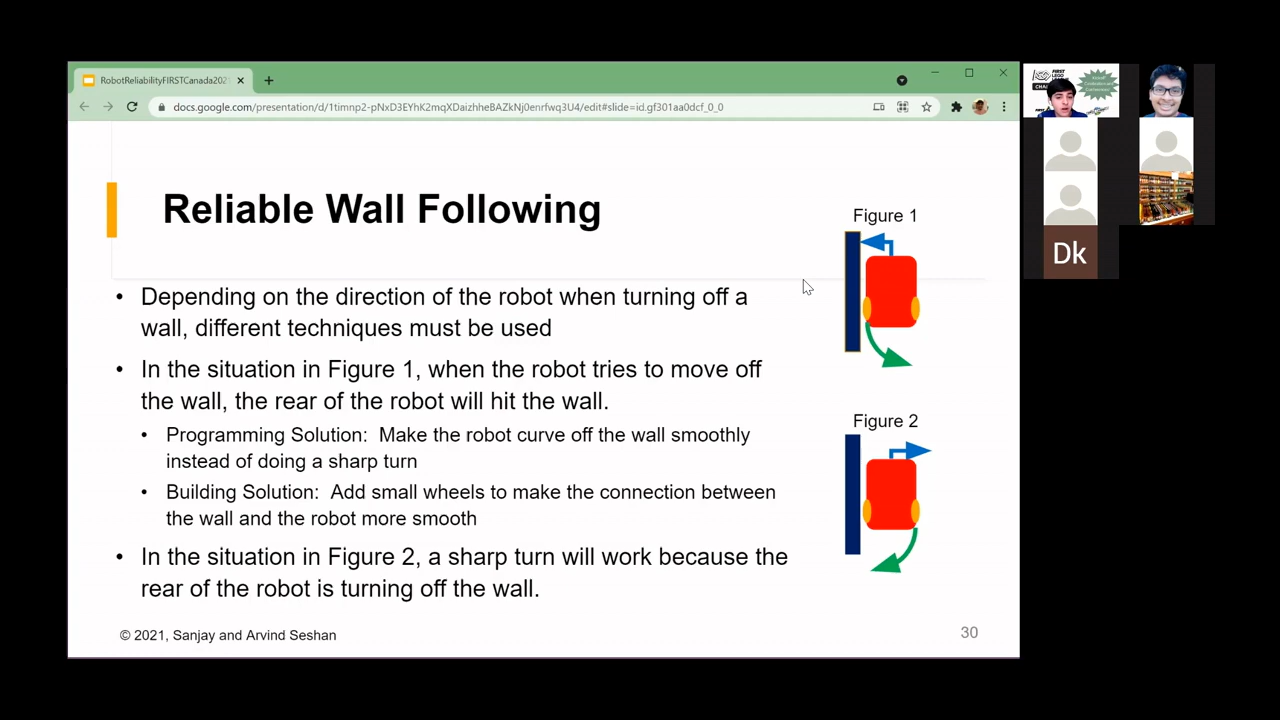 RobotReliabilityFIRSTCanada202
docs.google.com/presentation/d/1timnp2-pNxD3EYhK2mqXDaizhheBAZkNj0enrfwq3U4/edit#slide=id.gf301aa0dcf_0_0
Reliable Wall Following
Figure 1
• Depending on the direction of the robot when turning off a
wall, different techniques must be used
• In the situation in Figure 1, when the robot tries to move off
the wall, the rear of the robot will hit the wall.
• Programming Solution: Make the robot curve off the wall smoothly
instead of doing a sharp turn
• Building Solution: Add small wheels to make the connection between
the wall and the robot more smooth
Figure 2
• In the situation in Figure 2, a sharp turn will work because the
rear of the robot is turning off the wall.
© 2021, Sanjay and Arvind Seshan
30
FIRST
Dk